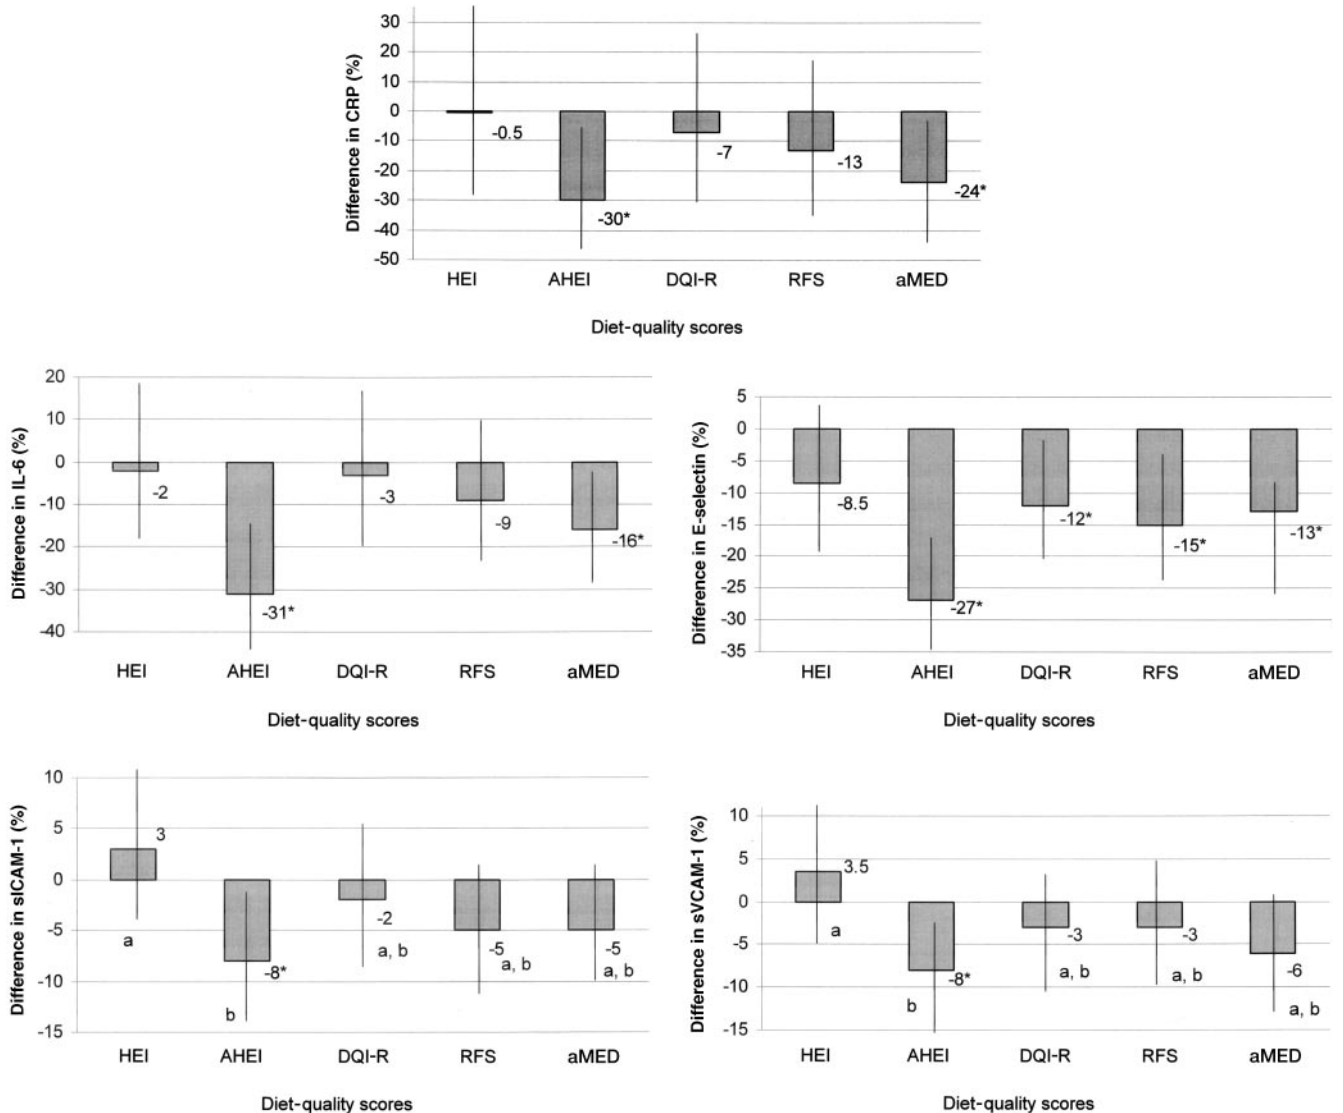 Difference in CRP (%)
30
20
10
0
-10
-20
-30
-40
-50
-0.5
-30*
-7
-13
-24*
HEI AHEI DQI-R RFS aMED
Diet-quality scores
Difference in IL-6 (%)
20
10
0
-10
-20
-30
-40
-2
-31*
-3
-9
-16*
HEI AHEI DQI-R RFS aMED
Diet-quality scores
Difference in E-selectin (%)
5
0
-5
-10
-15
-20
-25
-30
-35
-8.5
-27*
-12*
-15*
-13*
HEI AHEI DQI-R RFS aMED
Diet-quality scores
Difference in sICAM-1 (%)
10
5
0
-5
-10
-15
3
a
-8*
b
-2
a, b
-5
a, b
-5
a, b
HEI AHEI DQI-R RFS aMED
Diet-quality scores
Difference in sVCAM-1 (%)
10
5
0
-5
-10
-15
3.5
a
-8*
b
-3
a, b
-3
a, b
-6
a, b
HEI AHEI DQI-R RFS aMED
Diet-quality scores